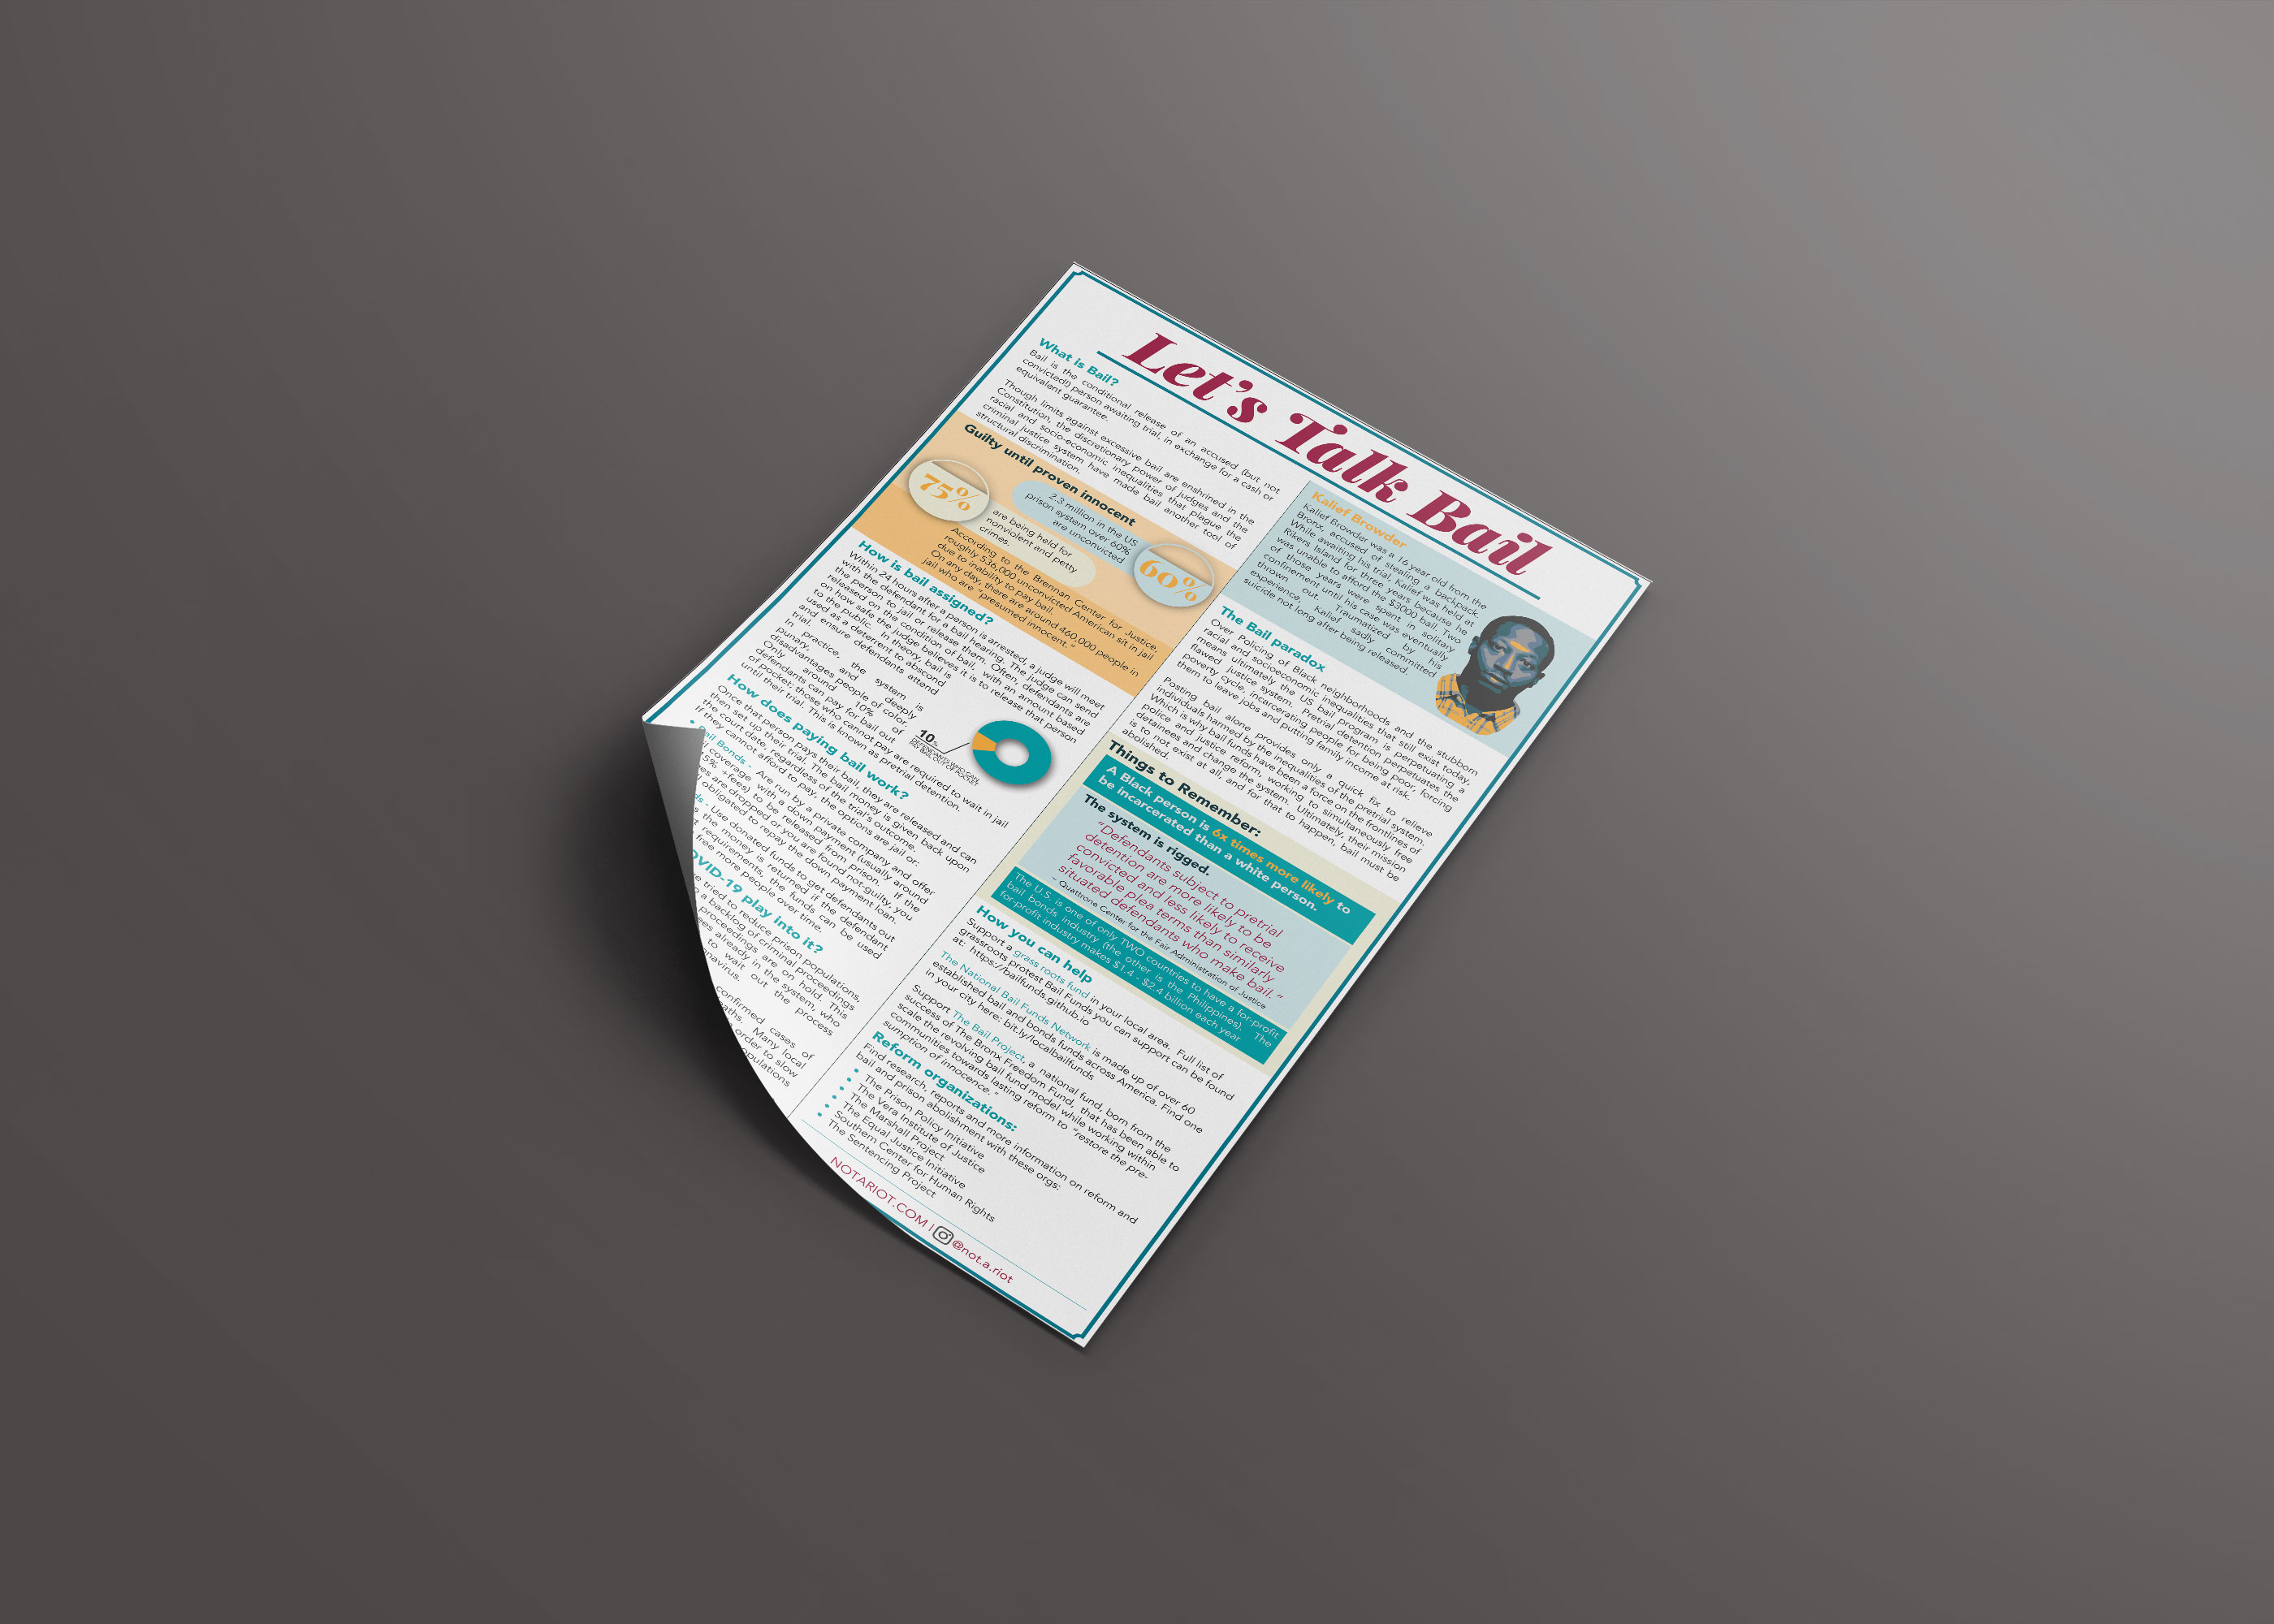 Let's Talk Bail
What is Bail?
Bail is the conditional release of an accused (but not
convicted!) person awaiting trial, in exchange for a cash or
equivalent guarantee.
Though limits against excessive bail are enshrined in the
Constitution, the discretionary power of judges and the
racial and socio-economic inequalities that plague the
criminal justice system have made bail another tool of
structural discrimination.
Guilty until proven innocent
75%
2.3 million in the US
prison system over 60%
are unconvicted
60%
are being held for
nonviolent and petty
crimes.
According to the Brennan Center for Justice,
roughly 536,000 unconvicted American sit in jail
due to inability to pay bail.
On any day, there are around 460,000 people in
jail who are "presumed innocent."
How is bail assigned?
Within 24 hours after a person is arrested, a judge will meet
with the defendant for a bail hearing. The judge can send
the person to jail or release them. Often, defendants are
released on the condition of bail, with an amount based
on how safe the judge believes it is to release that person
to the public. In theory, bail is
used as a deterrent to abscond
and ensure defendants attend
trial.
In practice, the system is
punary, and deeply
disadvantages people of color.
Only around 10% of
defendants can pay for bail out
of pocket: those who cannot pay are required to wait in jail
until their trial. This is known as pretrial detention.
10%
DEFENDANTS WHO CAN
PAY BAIL OUT OF POCKET
How does paying bail work?
Once that person pays their bail, they are released and can
then set up their trial. The bail money is given back upon
the court date, regardless of the trial's outcome.
If they cannot afford to pay, the options are jail or:
Bail Bonds - Are run by a private company and offer
coverage with a down payment (usually around
5% +fees) to be released from prison. If the
are dropped or you are found not-guilty, you
obligated to repay the down payment loan.
- Use donated funds to get defendants out
the money is returned if the defendant
requirements, the funds can be used
free more people over time.
OVID-19 play into it?
tried to reduce prison populations,
a backlog of criminal proceedings
proceedings are on hold. This
already in the system, who
to wait out the process
navirus.
confirmed cases of
Many local
order to slow
pulations
Kalief Browder
Kalief Browder was a 16 year old from the
Bronx, accused of stealing a backpack.
While awaiting his trial, Kalief was held at
Rikers Island for three years because he
was unable to afford the $3000 bail. Two
of those years were spent in solitary
confinement until his case was eventually
thrown out. Traumatized by his
experience, Kalief sadly committed
suicide not long after being released.
The Bail paradox
Over Policing of Black neighborhoods and the stubborn
racial and socioeconomic inequalities that still exist today,
means ultimately the US bail program is perpetuating a
flawed justice system. Pretrial detention perpetuates the
poverty cycle, incarcerating people for being poor, forcing
them to leave jobs and putting family income at risk.
Posting bail alone provides only a quick fix to relieve
individuals harmed by the inequalities of the pretrial system.
Which is why bail funds have been a force on the frontlines of
police and justice reform, working to simultaneously free
detainees and change the system. Ultimately, their mission
is to not exist at all, and for that to happen, bail must be
abolished.
Things to Remember:
A Black person is 6x times more likely to
be incarcerated than a white person.
The system is rigged.
"Defendants subject to pretrial
detention are more likely to be
convicted and less likely to receive
favorable plea terms than similarly
situated defendants who make bail."
- Quattrone Center for the Fair Administration of Justice
The U.S. is one of only TWO countries to have a for-profit
bail bonds industry (the other is the Philippines). The
for-profit industry makes $1.4 - $2.4 billion each year
How you can help
Support a grass roots fund in your local area. Full list of
grassroots protest Bail Funds you can support can be found
at: https://bailfunds.github.io
The National Bail Funds Network is made up of over 60
established bail and bonds funds across America. Find one
in your city here: bit.ly/localbailfunds
Support The Bail Project, a national fund, born from the
success of The Bronx Freedom Fund, that has been able to
scale the revolving bail fund model while working within
communities towards lasting reform to "restore the pre-
sumption of innocence."
Reform organizations:
Find research, reports and more information on reform and
bail and prison abolishment with these orgs:
• The Prison Policy Initiative
• The Vera Institute of Justice
• The Marshall Project
• The Equal Justice Initiative
• Southern Center for Human Rights
• The Sentencing Project
NOTARIOT.COM | @not.a.riot